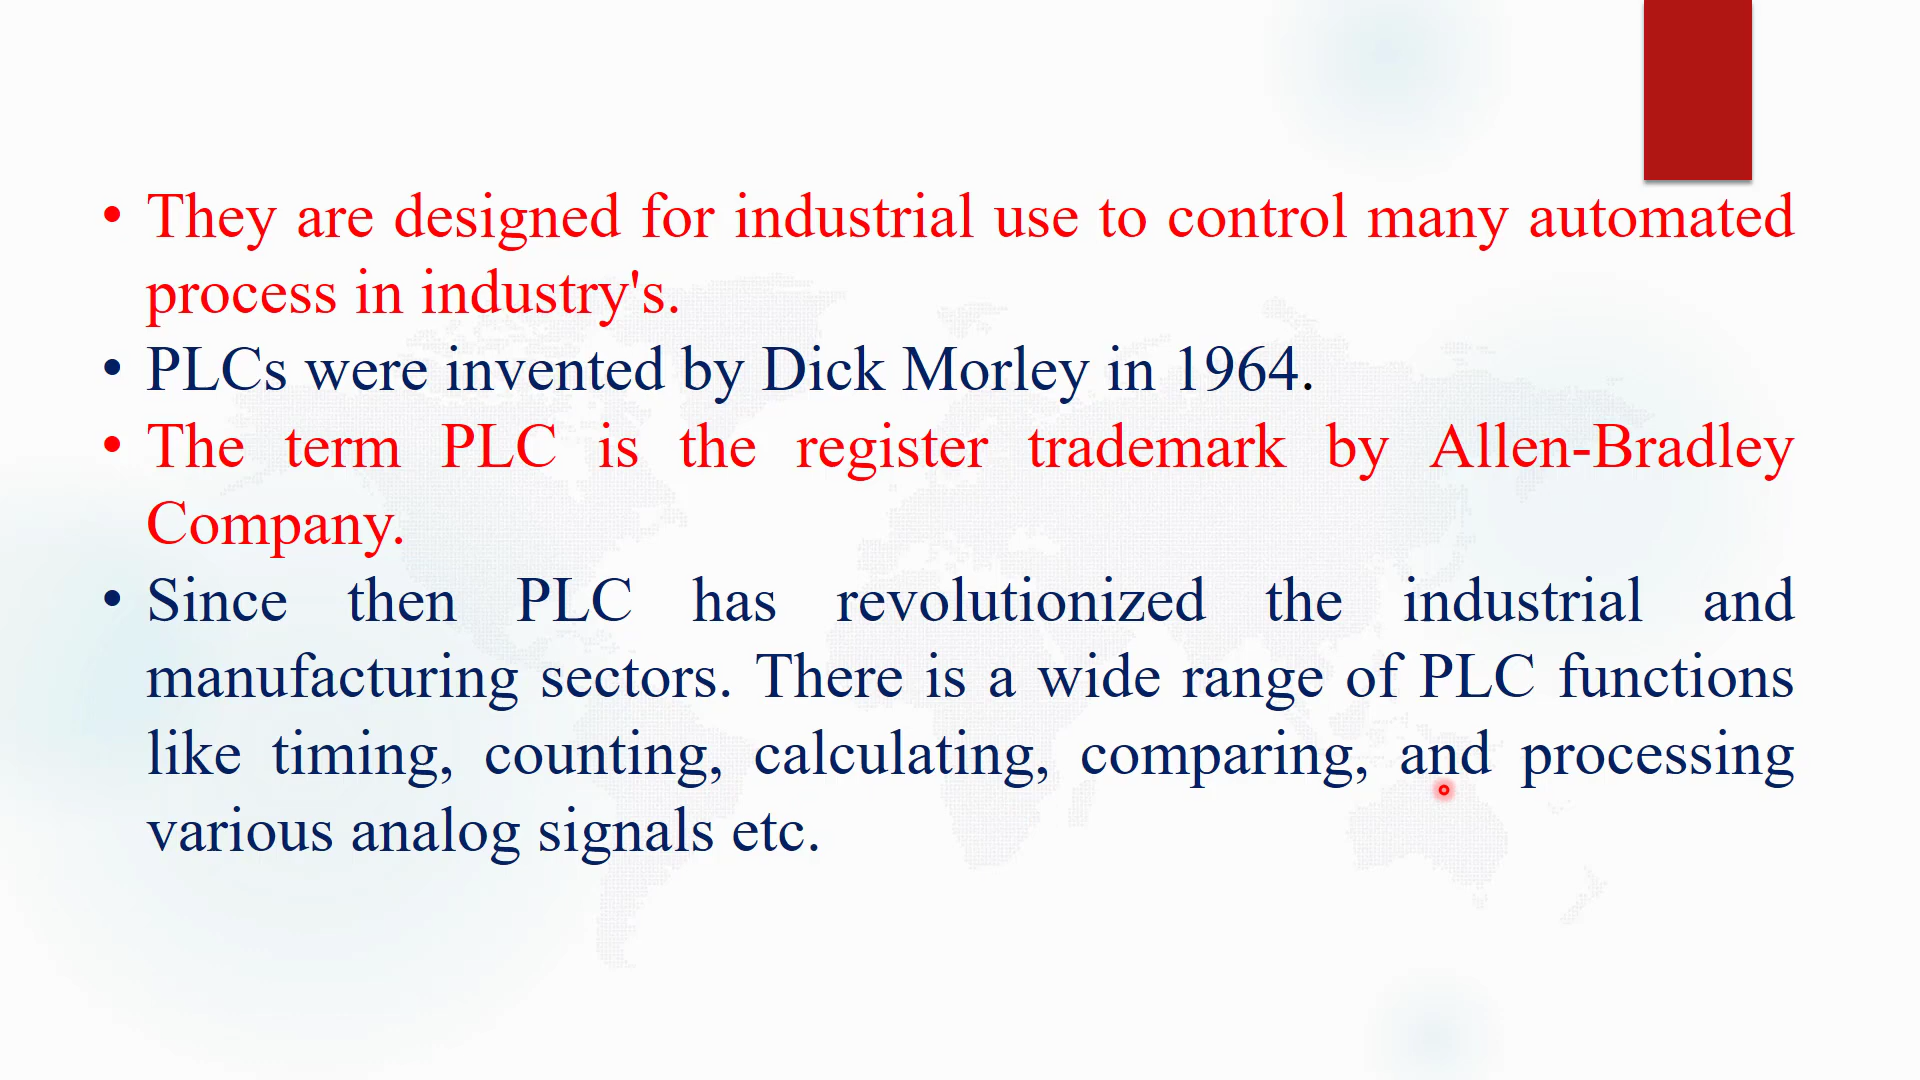 • They are designed for industrial use to control many automated
process in industry's.
• PLCs were invented by Dick Morley in 1964.
• The term PLC is the register trademark by Allen-Bradley
Company.
• Since then PLC has revolutionized the industrial and
manufacturing sectors. There is a wide range of PLC functions
like timing, counting, calculating, comparing, and processing
various analog signals etc.